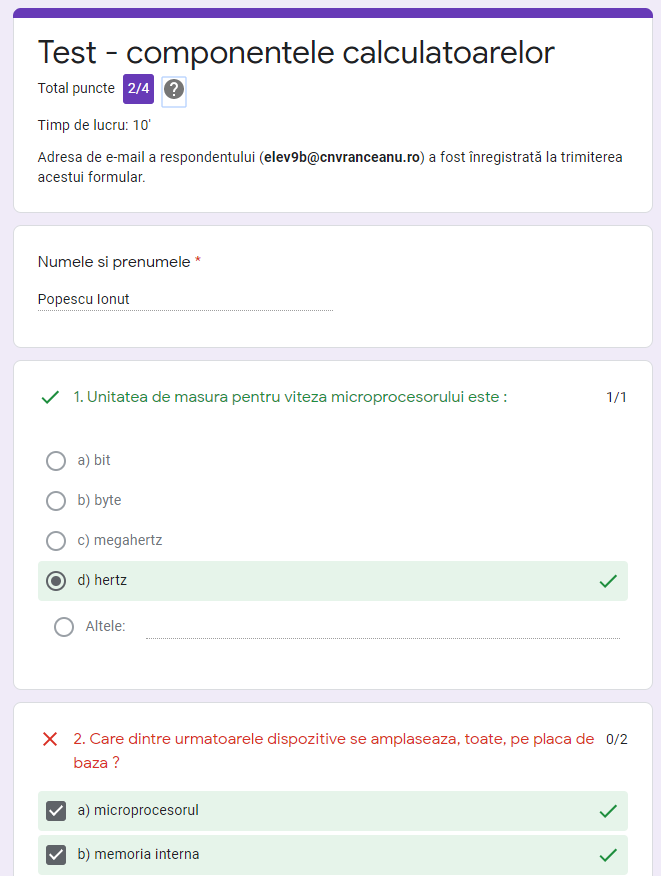 Test - componentele calculatoarelor
Total puncte 2/4 ?
Timp de lucru: 10'
Adresa de e-mail a respondentului (elev9b@cnvranceanu.ro) a fost înregistrată la trimiterea
acestui formular.
Numele si prenumele *
Popescu Ionut
1. Unitatea de masura pentru viteza microprocesorului este : 1/1
a) bit
b) byte
c) megahertz
d) hertz
Altele:
2. Care dintre urmatoarele dispozitive se amplaseaza, toate, pe placa de 0/2
baza ?
a) microprocesorul
b) memoria interna